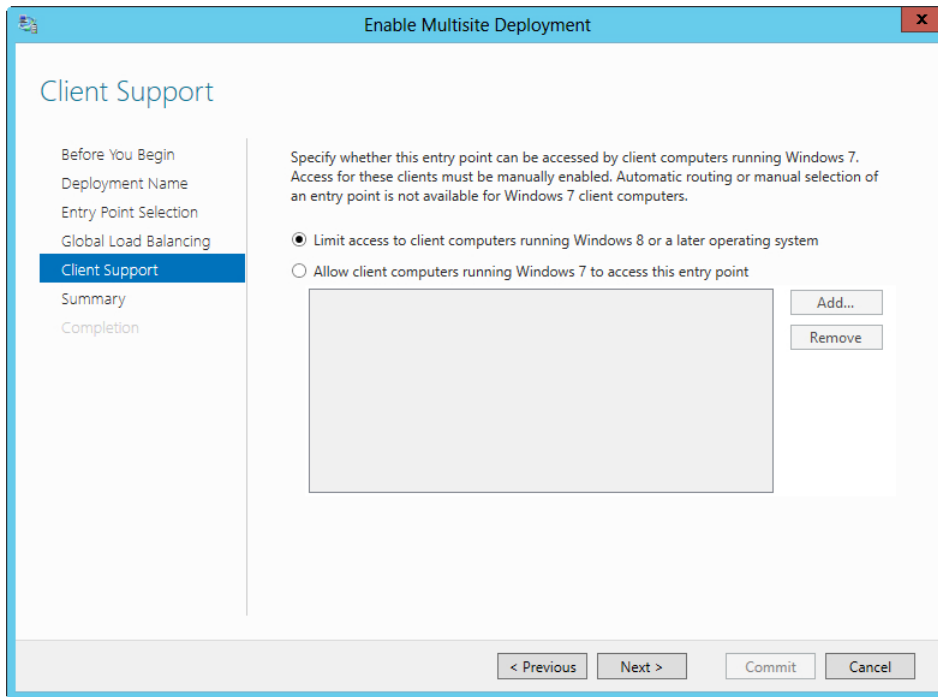 Enable Multisite Deployment
x
Client Support
Before You Begin
Deployment Name
Entry Point Selection
Global Load Balancing
Client Support
Summary
Completion
Specify whether this entry point can be accessed by client computers running Windows 7.
Access for these clients must be manually enabled. Automatic routing or manual selection of
an entry point is not available for Windows 7 client computers.
Limit access to client computers running Windows 8 or a later operating system
Allow client computers running Windows 7 to access this entry point
Add...
Remove
< Previous
Next >
Commit
Cancel